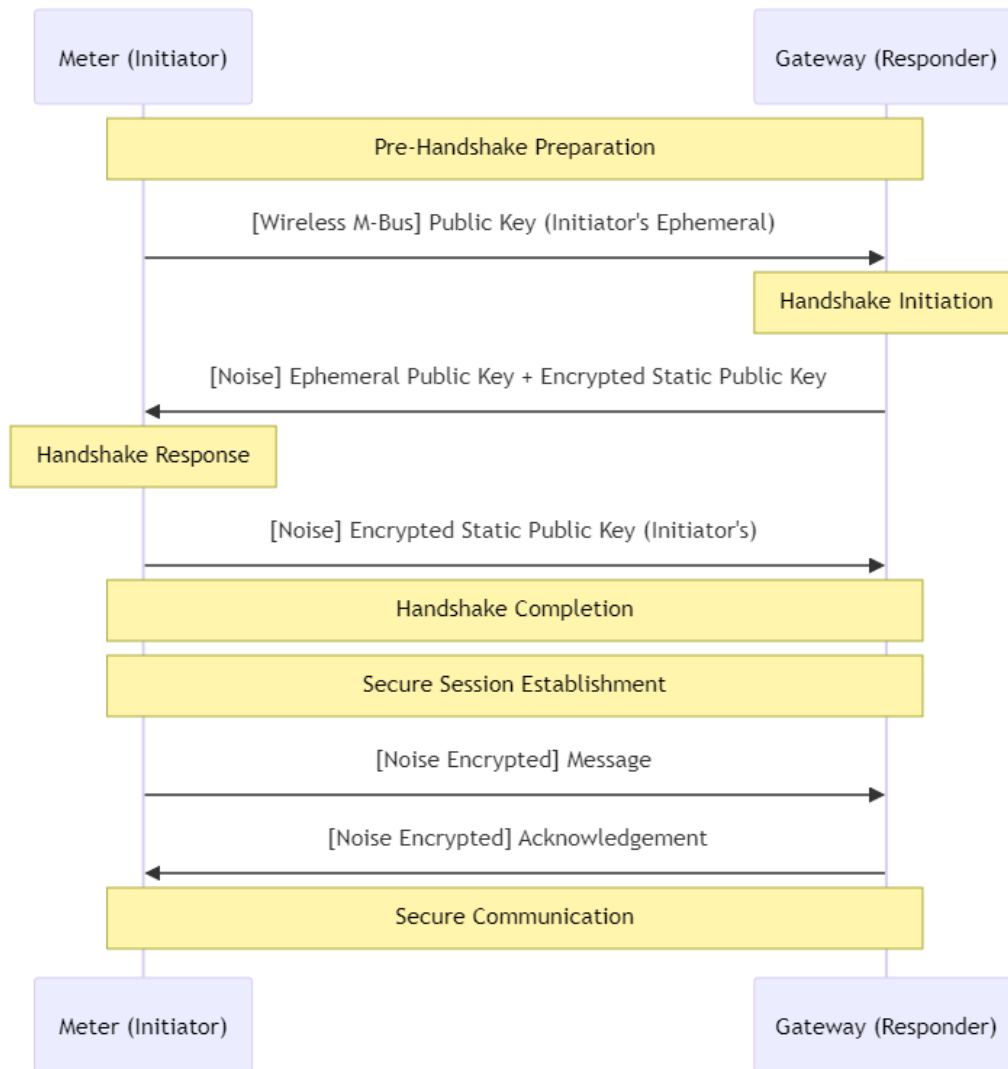 Meter (Initiator)
Gateway (Responder)
Pre-Handshake Preparation
[Wireless M-Bus] Public Key (Initiator's Ephemeral)
Handshake Initiation
[Noise] Ephemeral Public Key + Encrypted Static Public Key
Handshake Response
[Noise] Encrypted Static Public Key (Initiator's)
Handshake Completion
Secure Session Establishment
[Noise Encrypted] Message
[Noise Encrypted] Acknowledgement
Secure Communication
Meter (Initiator)
Gateway (Responder)